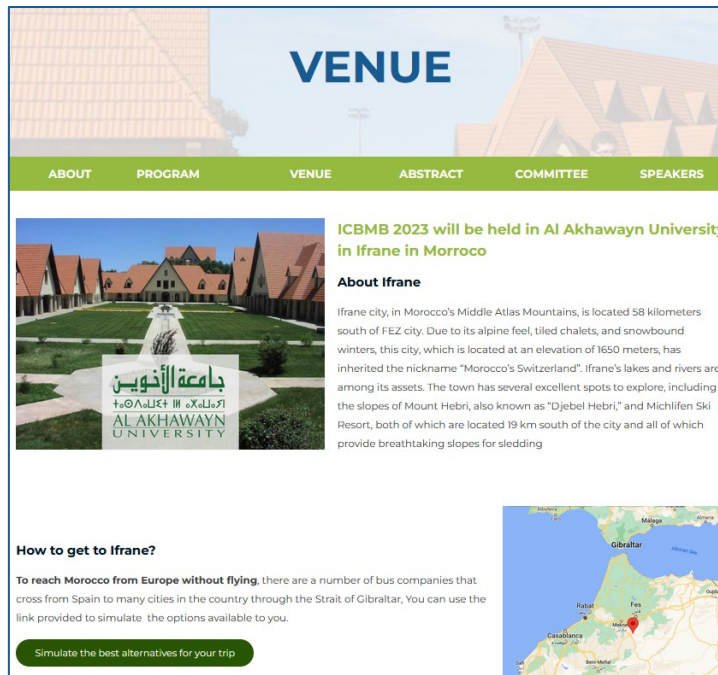 VENUE
ABOUT PROGRAM VENUE ABSTRACT COMMITTEE SPEAKERS
ICBMB 2023 will be held in Al Akhawayn University
in Ifrane in Morroco
About Ifrane
Ifrane city, in Morocco's Middle Atlas Mountains, is located 58 kilometers
south of FEZ city. Due to its alpine feel, tiled chalets, and snowbound
winters, this city, which is located at an elevation of 1650 meters, has
inherited the nickname “Morocco's Switzerland”. Ifrane's lakes and rivers are
among its assets. The town has several excellent spots to explore, including
the slopes of Mount Hebri, also known as “Djebel Hebri,” and Michlifen Ski
Resort, both of which are located 19 km south of the city and all of which
provide breathtaking slopes for sledding
جامعة الأخوين
AL AKHAWAYN
UNIVERSITY
How to get to Ifrane?
To reach Morocco from Europe without flying, there are a number of bus companies that
cross from Spain to many cities in the country through the Strait of Gibraltar, You can use the
link provided to simulate the options available to you.
Simulate the best alternatives for your trip
Málaga
Almería
Gibraltar
Rabat
Fes
Casablanca
Beni-Mellal
Safi